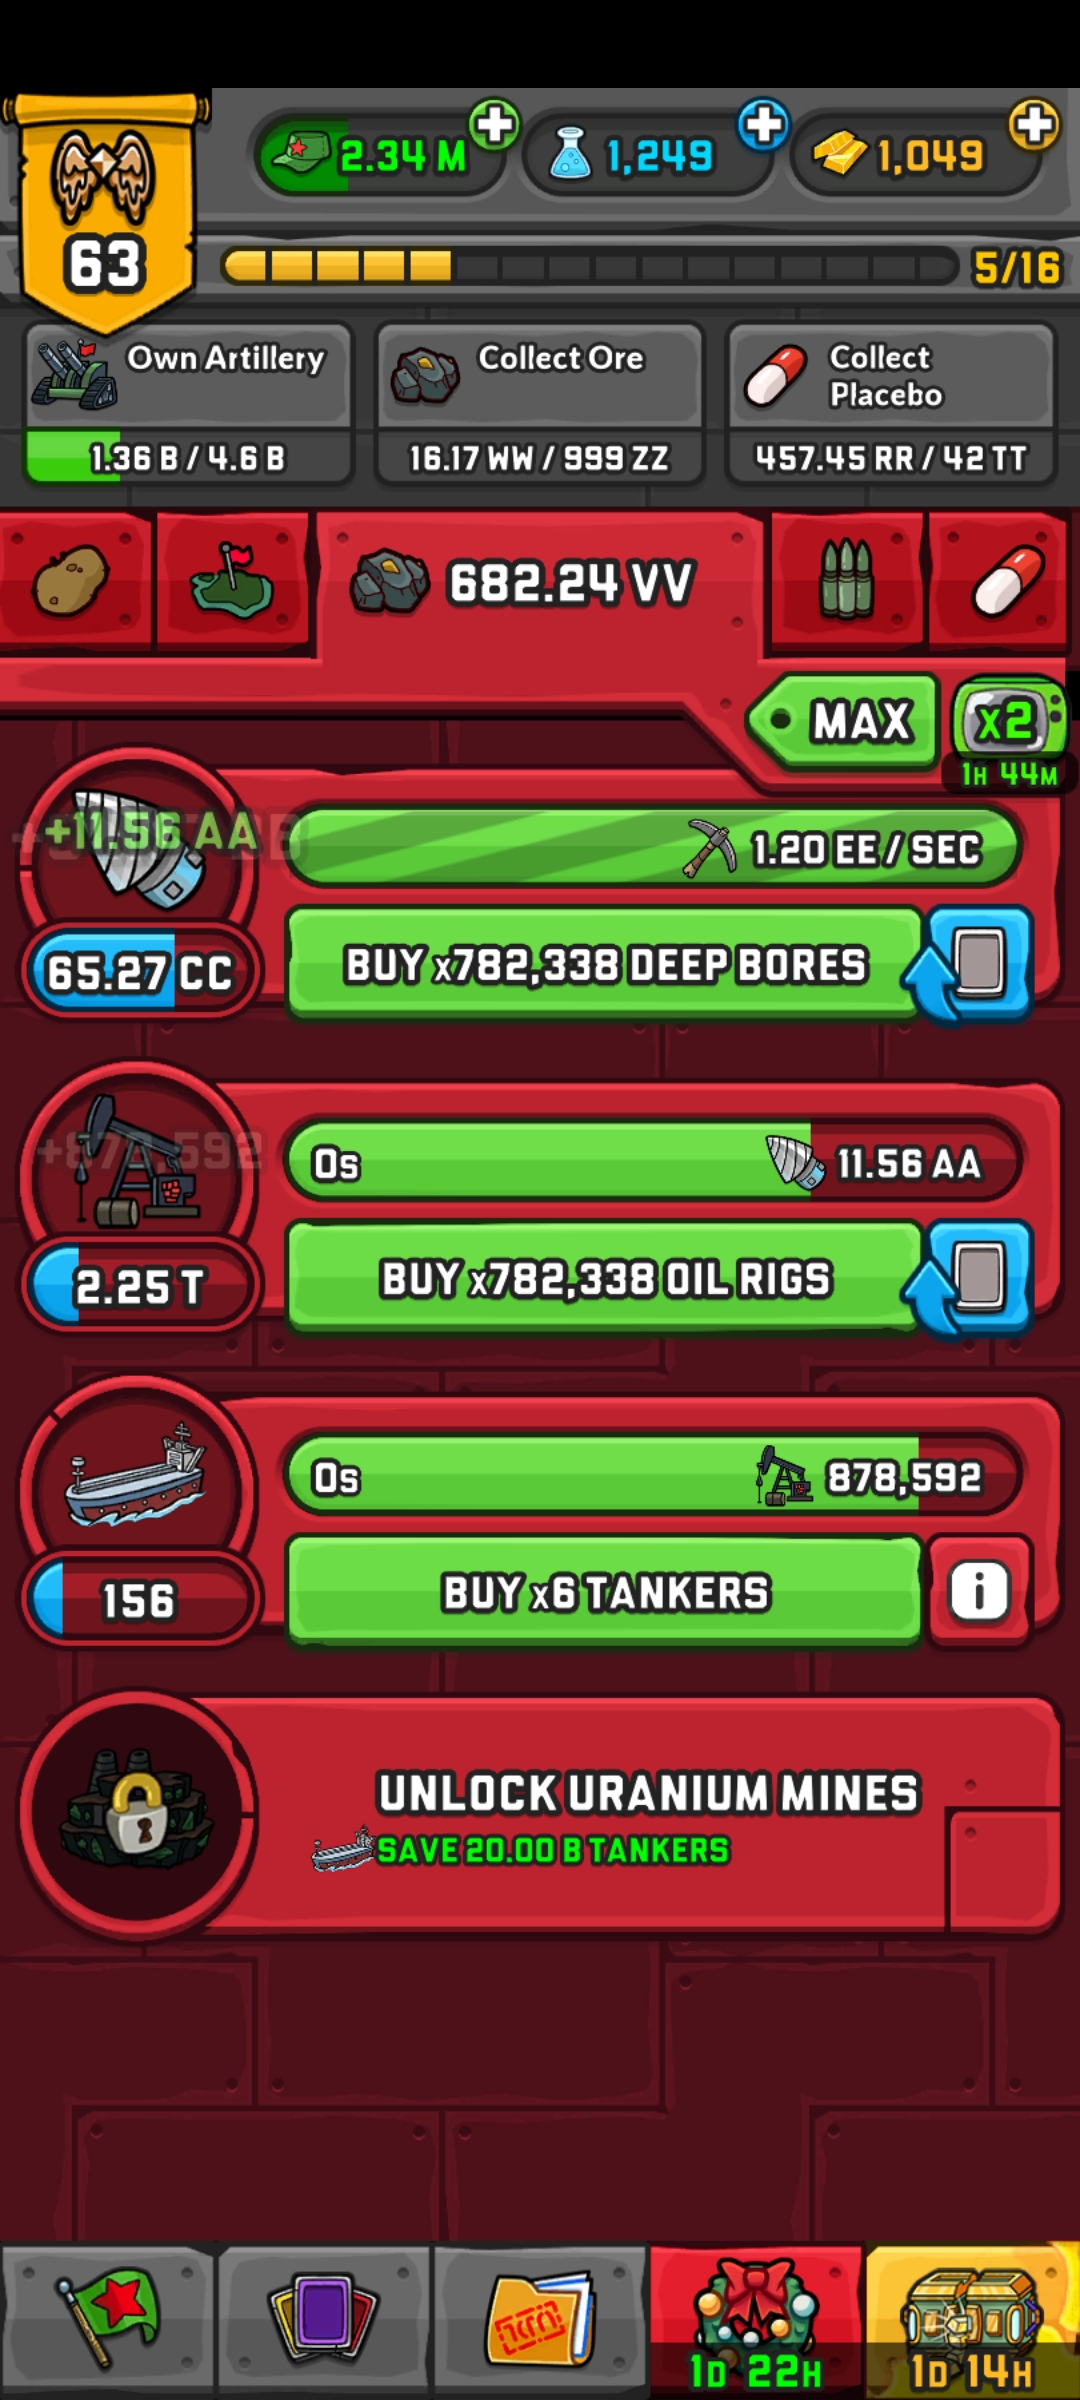 2.34 M
1,249
1,049
63
5/16
Own Artillery
1.36 B / 4.6 B
Collect Ore
16.17 WW / 999 ZZ
Collect
Placebo
457.45 RR / 42 TT
682.24 VV
MAX
x2
1H 44M
+11.56 AA
1.20 EE / SEC
65.27 CC
BUY x782,338 DEEP BORES
+878,592
0s
11.56 AA
2.25 T
BUY x782,338 OIL RIGS
0s
878,592
156
BUY x6 TANKERS
i
UNLOCK URANIUM MINES
SAVE 20.00 B TANKERS
1D 22H
1D 14H